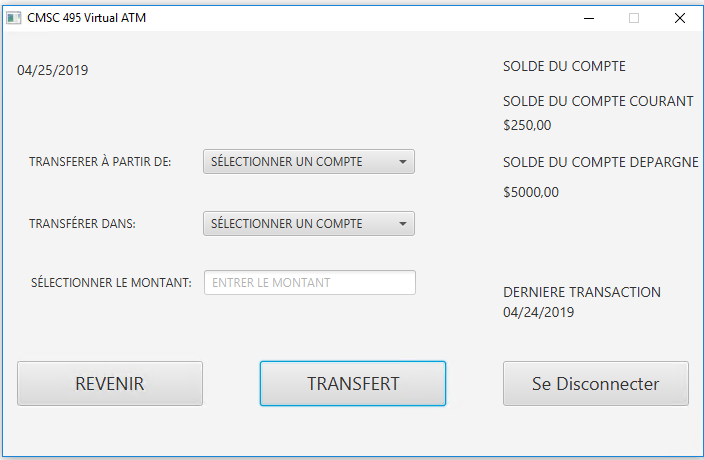 CMSC 495 Virtual ATM
04/25/2019
SOLDE DU COMPTE
SOLDE DU COMPTE COURANT
$250,00
TRANSFERER À PARTIR DE:
SÉLECTIONNER UN COMPTE
SOLDE DU COMPTE DEPARGNE
$5000,00
TRANSFÉRER DANS:
SÉLECTIONNER UN COMPTE
SÉLECTIONNER LE MONTANT:
ENTRER LE MONTANT
DERNIERE TRANSACTION
04/24/2019
REVENIR
TRANSFERT
Se Disconnecter